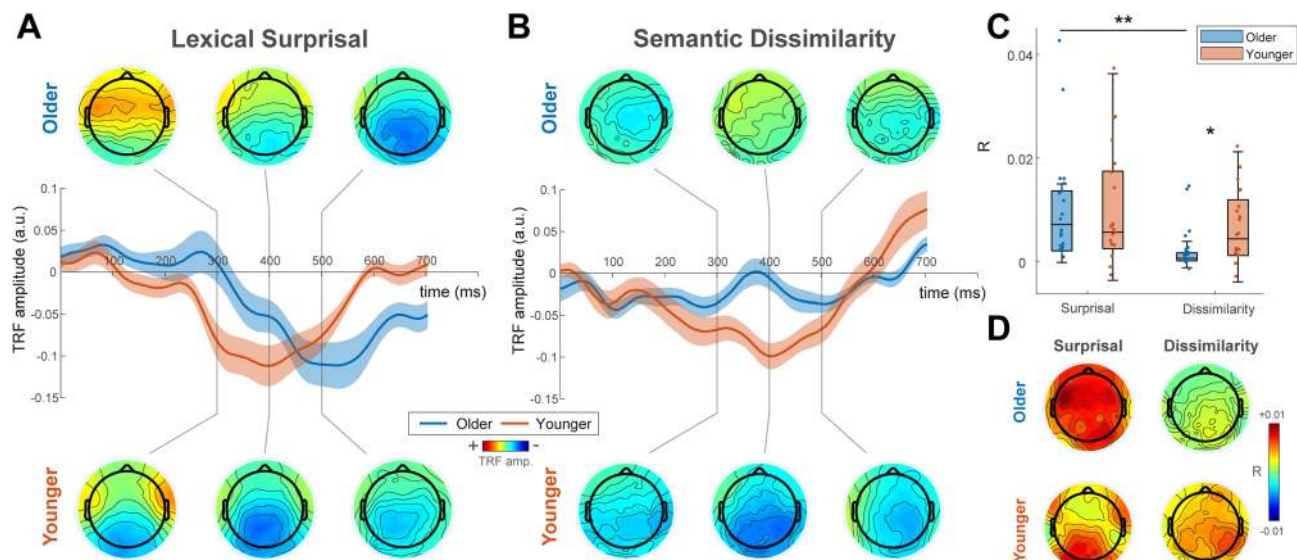 A
Lexical Surprisal
Older
TRF amplitude (a.u.)
0.1
0.05
0
-0.05
-0.1
-0.15
100 200 300 400 500 600 700
time (ms)
Younger
B
Semantic Dissimilarity
Older
TRF amplitude (a.u.)
0.1
0.05
0
-0.05
-0.1
-0.15
100 200 300 400 500 600 700
time (ms)
Older Younger
+ -
TRF amp.
Younger
C
**
Older
Younger
*
R
0.04
0.02
0
Surprisal Dissimilarity
D
Surprisal Dissimilarity
Older
Younger
+0.01
R
-0.01